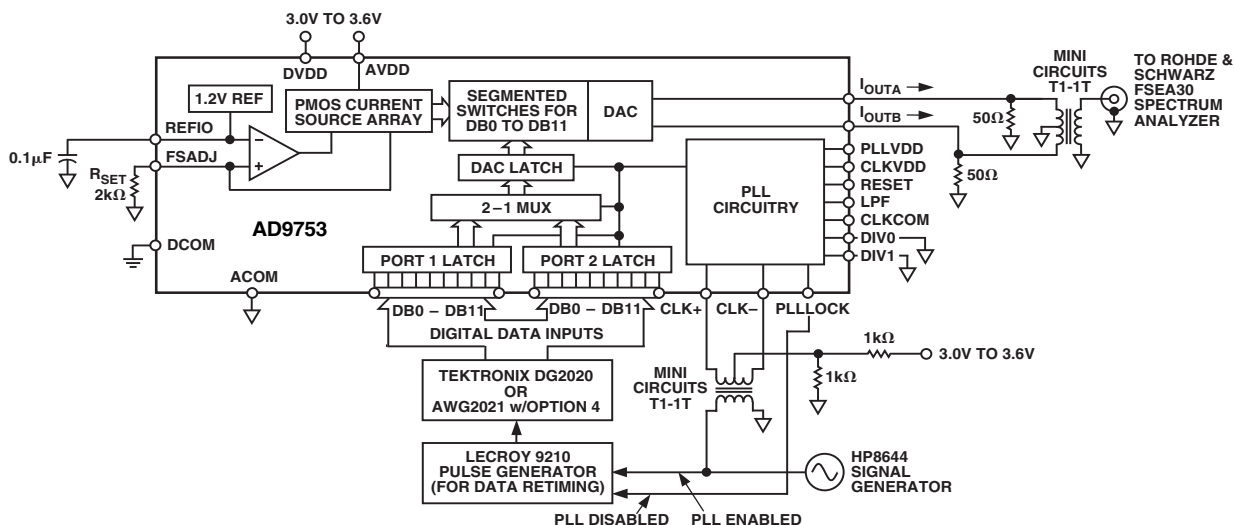 3.0V TO 3.6V
DVDD
AVDD
1.2V REF
PMOS CURRENT
SOURCE ARRAY
SEGMENTED
SWITCHES FOR
DB0 TO DB11
DAC
IOUTA
IOUTB
MINI
CIRCUITS
T1-1T
TO ROHDE &
SCHWARZ
FSEA30
SPECTRUM
ANALYZER
50Ω
50Ω
REFIO
FSADJ
0.1μF
RSET
2kΩ
−
+
DAC LATCH
2–1 MUX
PLL
CIRCUITRY
PLLVDD
CLKVDD
RESET
LPF
CLKCOM
DIV0
DIV1
AD9753
DCOM
ACOM
PORT 1 LATCH
PORT 2 LATCH
DB0 – DB11
DB0 – DB11
CLK+
CLK–
PLLLOCK
DIGITAL DATA INPUTS
TEKTRONIX DG2020
OR
AWG2021 w/OPTION 4
MINI
CIRCUITS
T1-1T
1kΩ
1kΩ
3.0V TO 3.6V
LECROY 9210
PULSE GENERATOR
(FOR DATA RETIMING)
HP8644
SIGNAL
GENERATOR
PLL DISABLED
PLL ENABLED